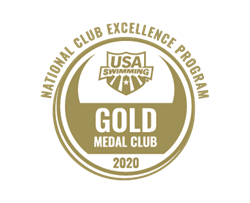 NATIONAL CLUB EXCELLENCE PROGRAM
USA
SWIMMING
GOLD
MEDAL CLUB
2020